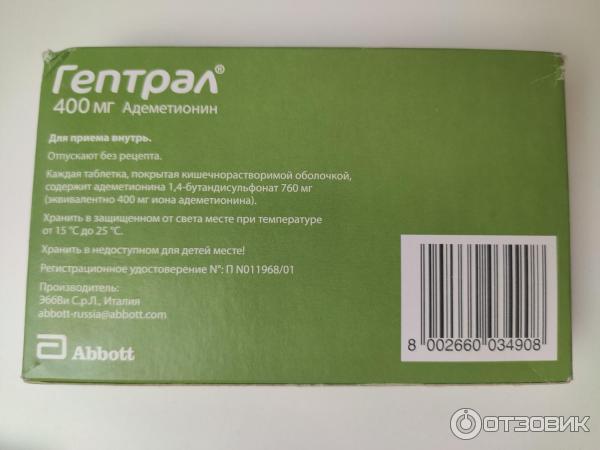 Гептрал®
400 мг Адеметионин
Для приема внутрь.
Отпускают без рецепта.
Каждая таблетка, покрытая кишечнорастворимой оболочкой,
содержит адеметионина 1,4-бутандисульфонат 760 мг
(эквивалентно 400 мг иона адеметионина).
Хранить в защищенном от света месте при температуре
от 15 °C до 25 °C.
Хранить в недоступном для детей месте!
Регистрационное удостоверение N°: П N011968/01
Производитель:
ЭббВи С.р.Л., Италия
abbott-russia@abbott.com
Abbott
8 002660 034908
ОТЗОВИК